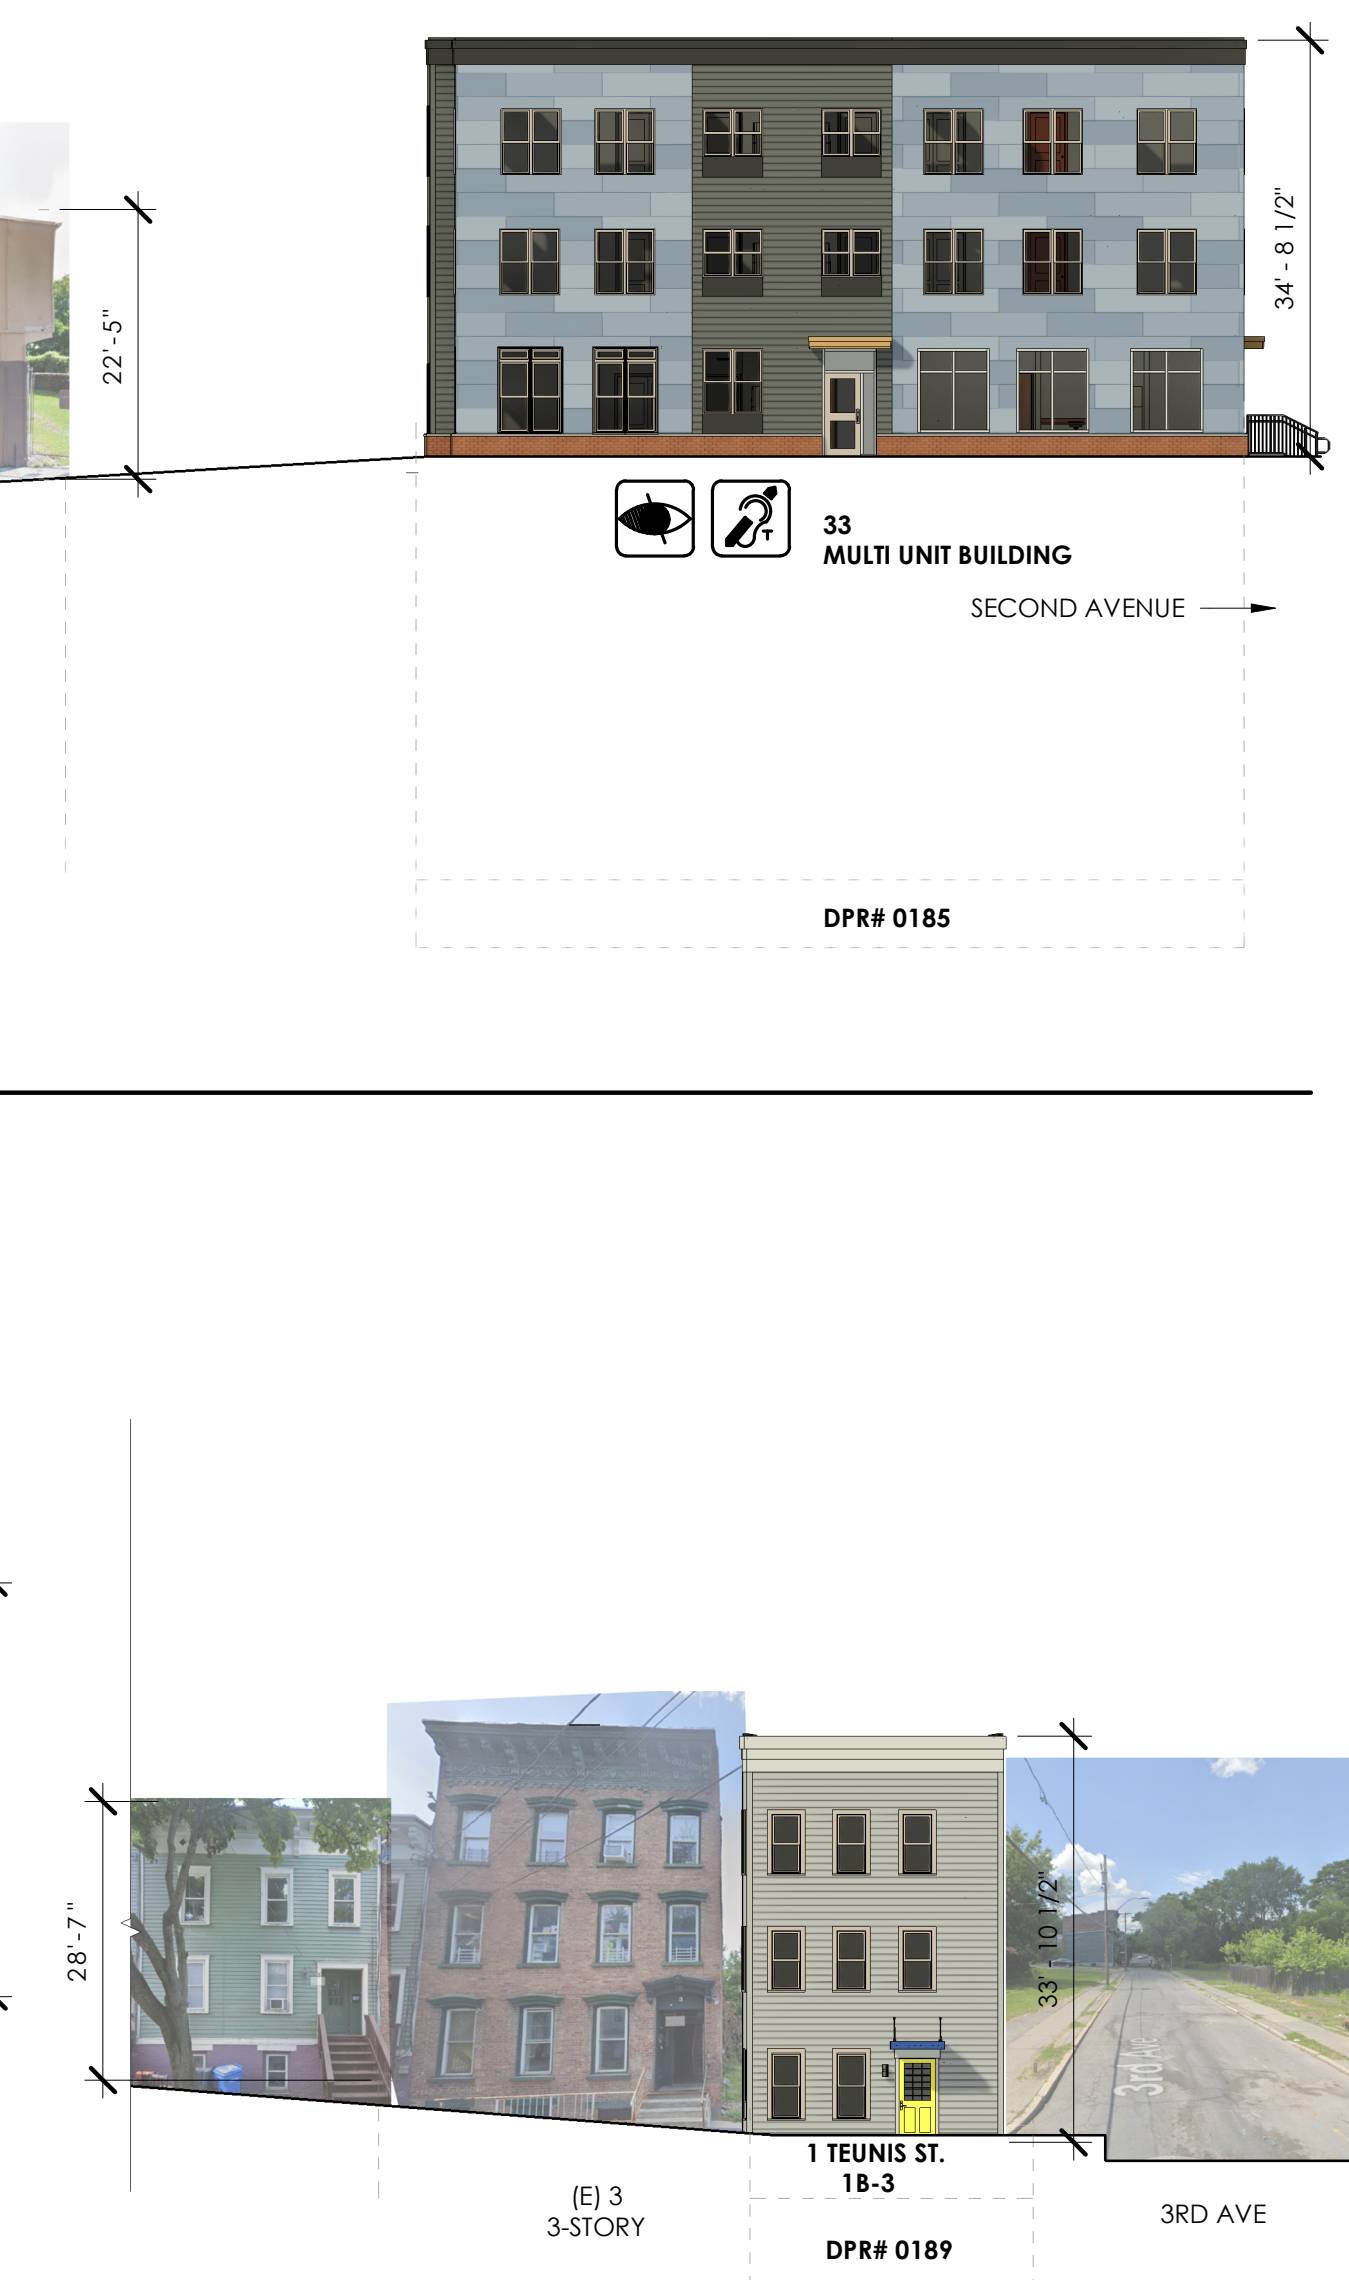 34' - 8 1/2"
22'-5"
T
33
MULTI UNIT BUILDING
SECOND AVENUE
DPR# 0185
28'-7"
33' - 10 1/2"
3
3rd Ave
1 TEUNIS ST.
1B-3
(E) 3
3-STORY
3RD AVE
DPR# 0189